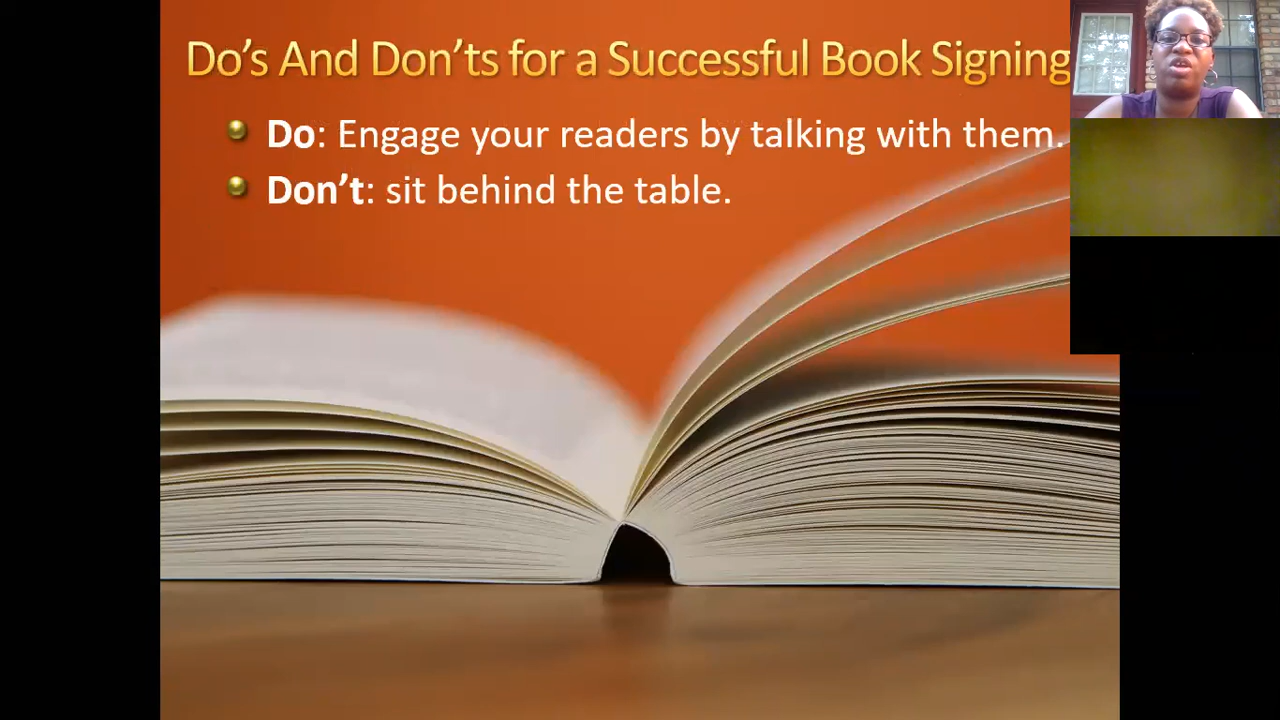 Do’s And Don’ts for a Successful Book Signing
Do: Engage your readers by talking with them.
Don’t: sit behind the table.